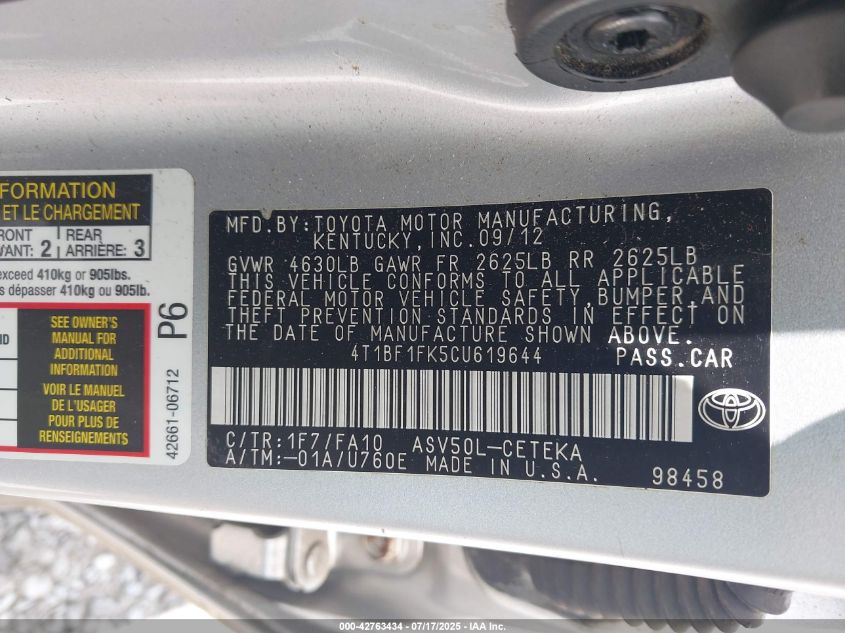 FORMATION
ET LE CHARGEMENT
FRONT
VANT: 2
REAR
ARRIÈRE: 3
exceed 410kg or 905lbs.
s dépasser 410kg ou 905lb.
SEE OWNER'S
MANUAL FOR
ADDITIONAL
INFORMATION
VOIR LE MANUEL
DE L'USAGER
POUR PLUS DE
RENSEIGNEMENTS
P6
42661-06712
MFD.BY:TOYOTA MOTOR MANUFACTURING,
KENTUCKY,INC.09/12
GVWR 4630LB GAWR FR 2625LB RR 2625LB
THIS VEHICLE CONFORMS TO ALL APPLICABLE
FEDERAL MOTOR VEHICLE SAFETY,BUMPER,AND
THEFT PREVENTION STANDARDS IN EFFECT ON
THE DATE OF MANUFACTURE SHOWN ABOVE.
4T1BF1FK5CU619644
PASS.CAR
C/TR:1F7/FA10 ASV50L-CETEKA
A/TM:-01A/U760E MADE IN U.S.A.
98458
000-42763434 - 07/17/2025 - IAA Inc.